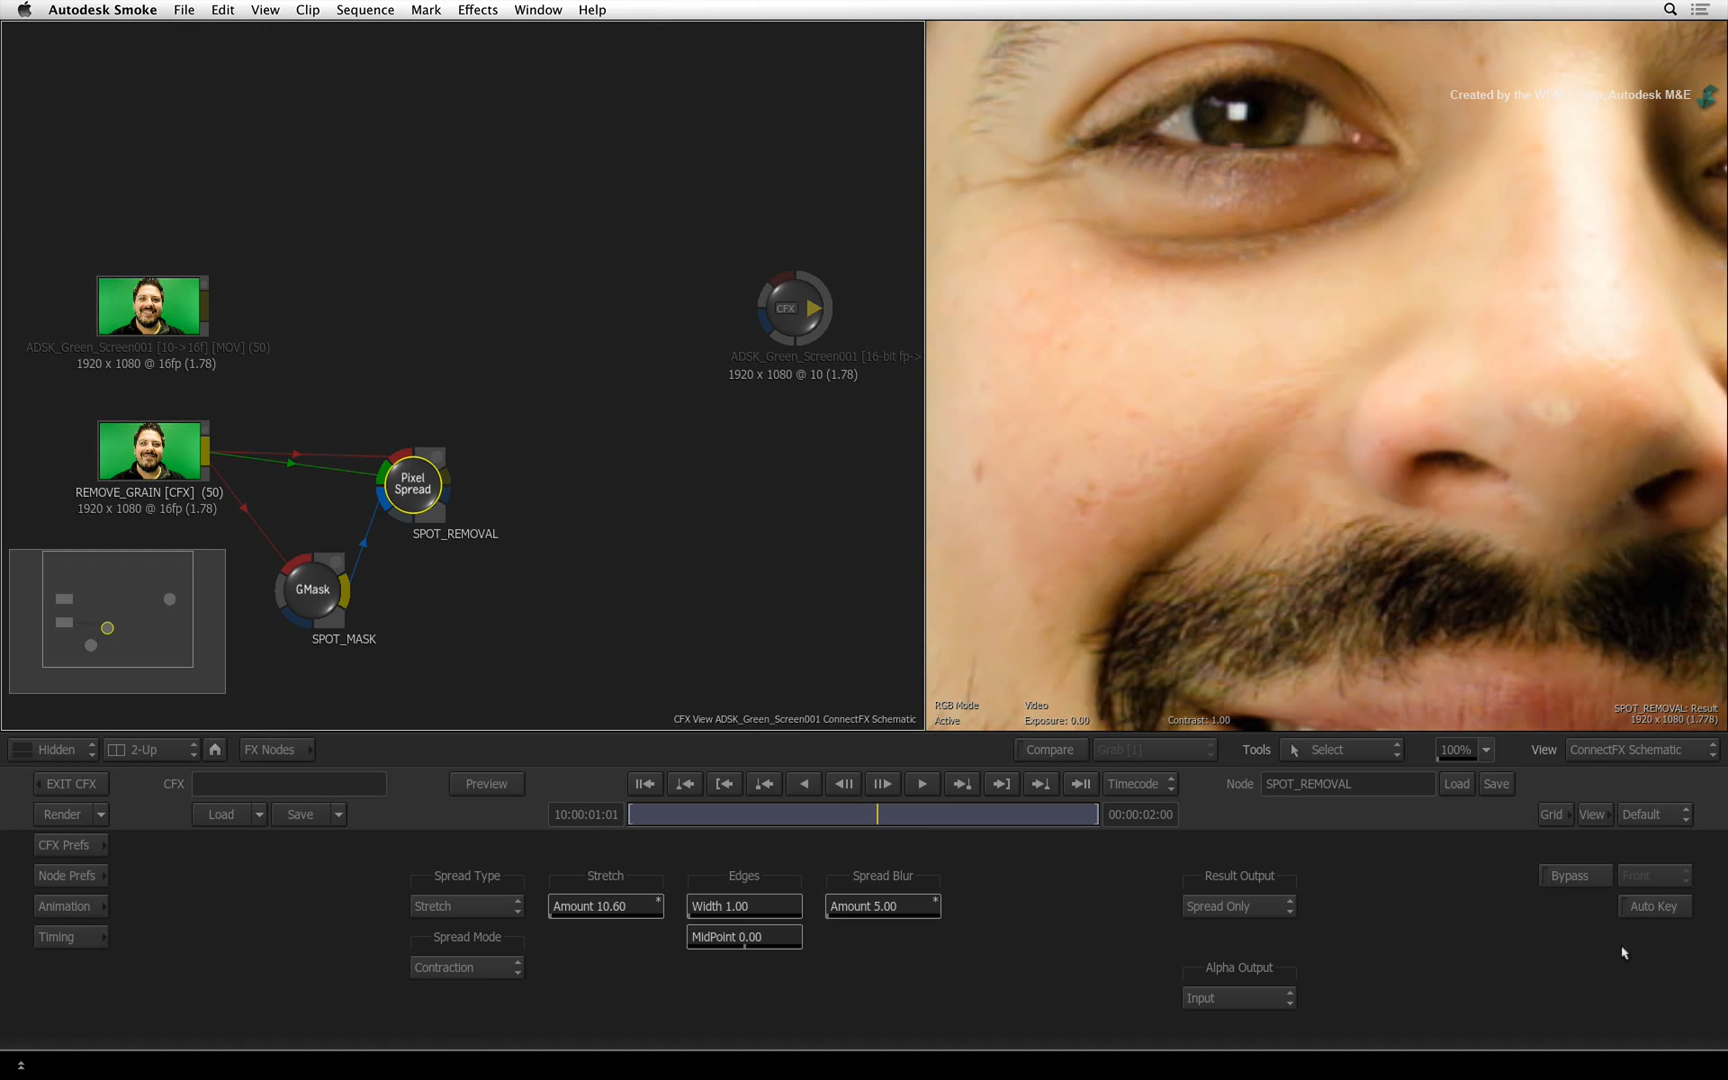 Autodesk Smoke File Edit View Clip Sequence Mark Effects Window Help
Created by the
Autodesk M&E
ADSK_Green_Screen001 [10->16f] [MOV] (50)
1920 x 1080 @ 16fp (1.78)
CFX
ADSK_Green_Screen001 [16-bit fp->
1920 x 1080 @ 10 (1.78)
REMOVE_GRAIN [CFX] (50)
1920 x 1080 @ 16fp (1.78)
Pixel
Spread
SPOT_REMOVAL
GMask
SPOT_MASK
CFX View ADSK_Green_Screen001 ConnectFX Schematic
RGB Mode Video
Active Exposure: 0.00 Contrast: 1.00
SPOT_REMOVAL: Result
1920 x 1080 (1.778)
Hidden 2-Up FX Nodes Compare Grab [1] Tools Select 100% View ConnectFX Schematic
EXIT CFX CFX Preview Timecode Node SPOT_REMOVAL Load Save
Render Load Save 10:00:01:01 00:00:02:00 Grid View Default
CFX Prefs
Node Prefs Spread Type Stretch Edges Spread Blur Result Output Bypass Front
Animation Stretch Amount 10.60 * Width 1.00 Amount 5.00 * Spread Only Auto Key
Timing Spread Mode MidPoint 0.00
Contraction Alpha Output
Input